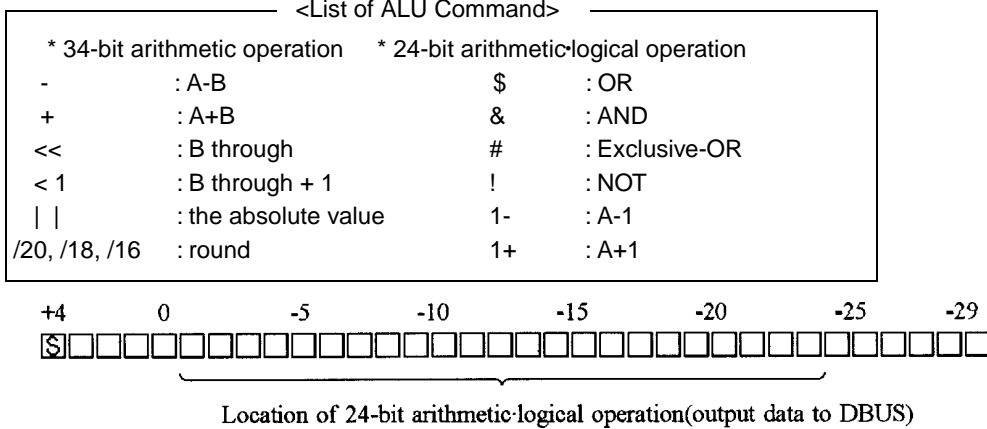 <List of ALU Command>
* 34-bit arithmetic operation * 24-bit arithmetic·logical operation
- : A-B $ : OR
+ : A+B & : AND
<< : B through # : Exclusive-OR
< 1 : B through + 1 ! : NOT
| | : the absolute value 1- : A-1
/20, /18, /16 : round 1+ : A+1
+4 0 -5 -10 -15 -20 -25 -29
S
Location of 24-bit arithmetic·logical operation(output data to DBUS)